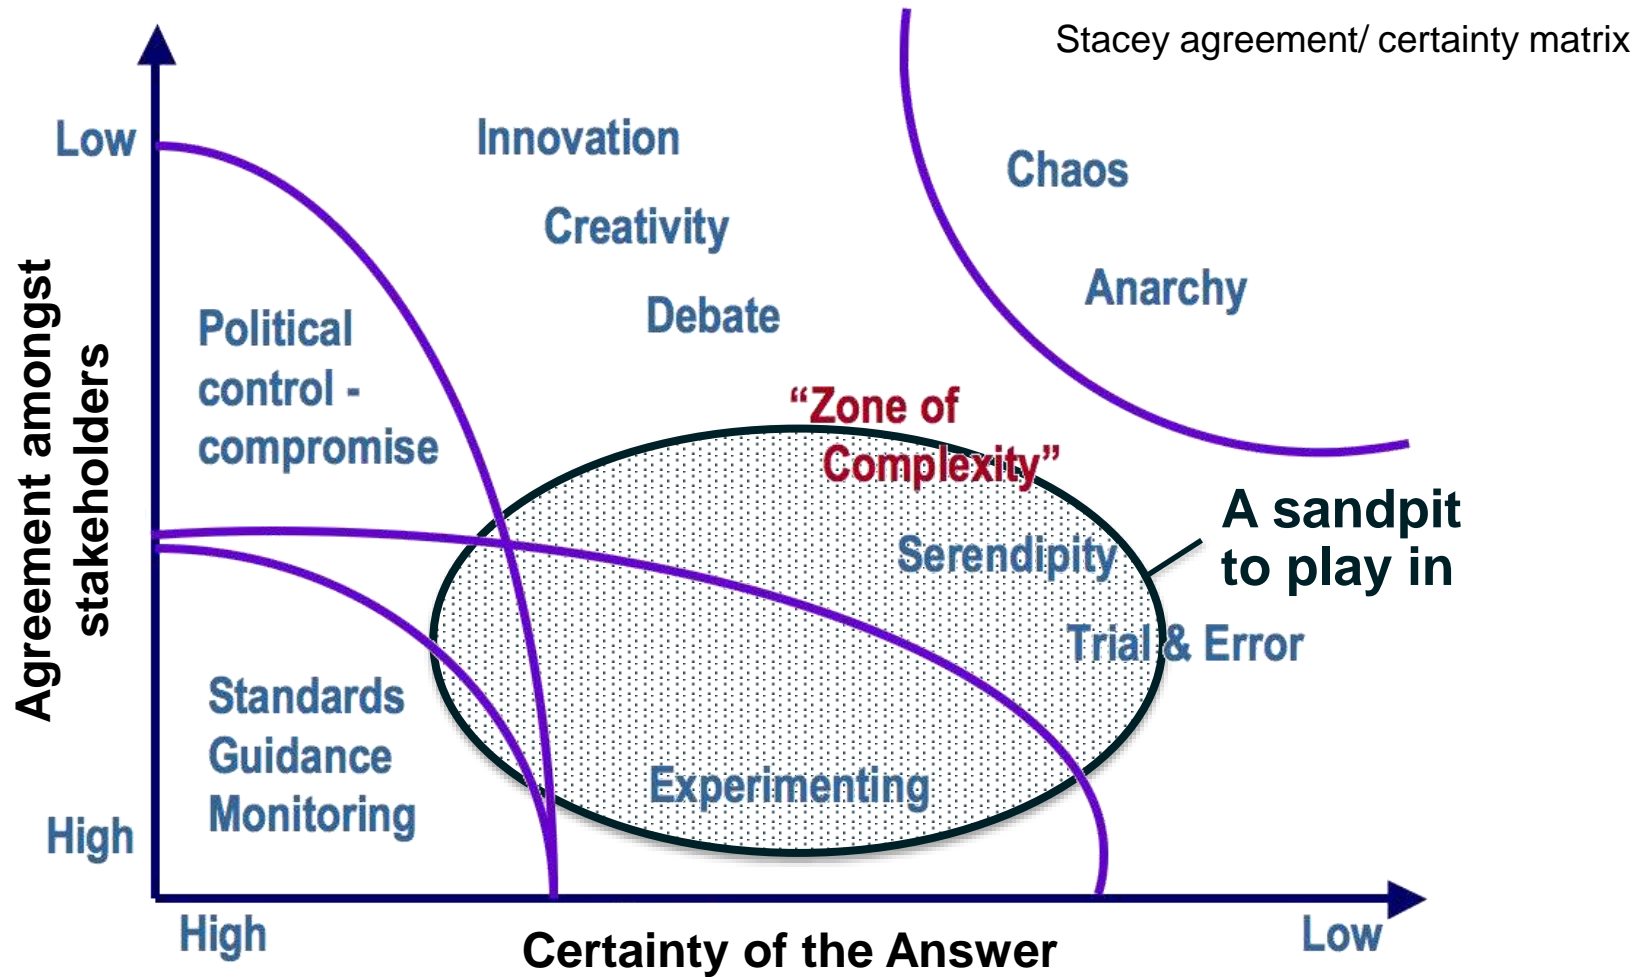 Stacey agreement/ certainty matrix
Low
Innovation
Chaos
Creativity
Anarchy
Debate
Political
control -
compromise
“Zone of
Complexity”
Agreement amongst
stakeholders
A sandpit
to play in
Serendipity
Trial & Error
Standards
Guidance
Monitoring
Experimenting
High
High
Certainty of the Answer
Low